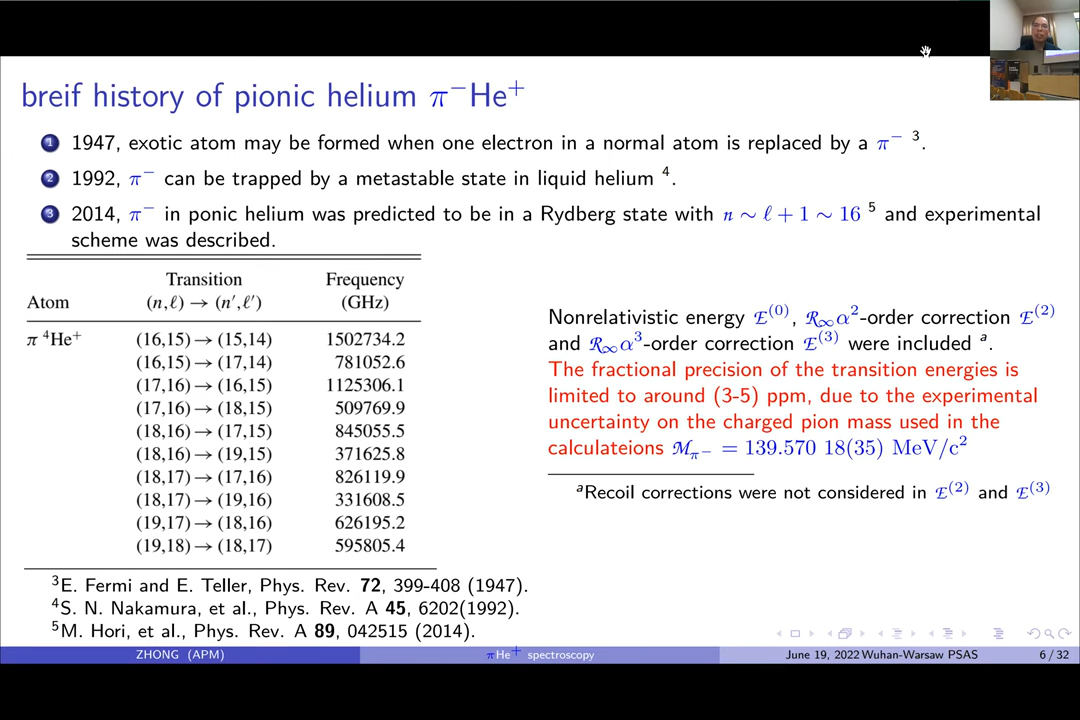 breif history of pionic helium π⁻He⁺
1 1947, exotic atom may be formed when one electron in a normal atom is replaced by a π⁻ ³.
2 1992, π⁻ can be trapped by a metastable state in liquid helium ⁴.
3 2014, π⁻ in ponic helium was predicted to be in a Rydberg state with n ∼ ℓ + 1 ∼ 16 ⁵ and experimental
scheme was described.
Transition Frequency
Atom (n,ℓ) → (n′,ℓ′) (GHz)
π ⁴He⁺ (16,15) → (15,14) 1502734.2
(16,15) → (17,14) 781052.6
(17,16) → (16,15) 1125306.1
(17,16) → (18,15) 509769.9
(18,16) → (17,15) 845055.5
(18,16) → (19,15) 371625.8
(18,17) → (17,16) 826119.9
(18,17) → (19,16) 331608.5
(19,17) → (18,16) 626195.2
(19,18) → (18,17) 595805.4
Nonrelativistic energy E⁽⁰⁾, R∞α²-order correction E⁽²⁾
and R∞α³-order correction E⁽³⁾ were included ᵃ.
The fractional precision of the transition energies is
limited to around (3-5) ppm, due to the experimental
uncertainty on the charged pion mass used in the
calculateions M_π⁻ = 139.570 18(35) MeV/c²
ᵃRecoil corrections were not considered in E⁽²⁾ and E⁽³⁾
³E. Fermi and E. Teller, Phys. Rev. 72, 399-408 (1947).
⁴S. N. Nakamura, et al., Phys. Rev. A 45, 6202(1992).
⁵M. Hori, et al., Phys. Rev. A 89, 042515 (2014).
ZHONG (APM) πHe⁺ spectroscopy June 19, 2022 Wuhan-Warsaw PSAS 6 / 32